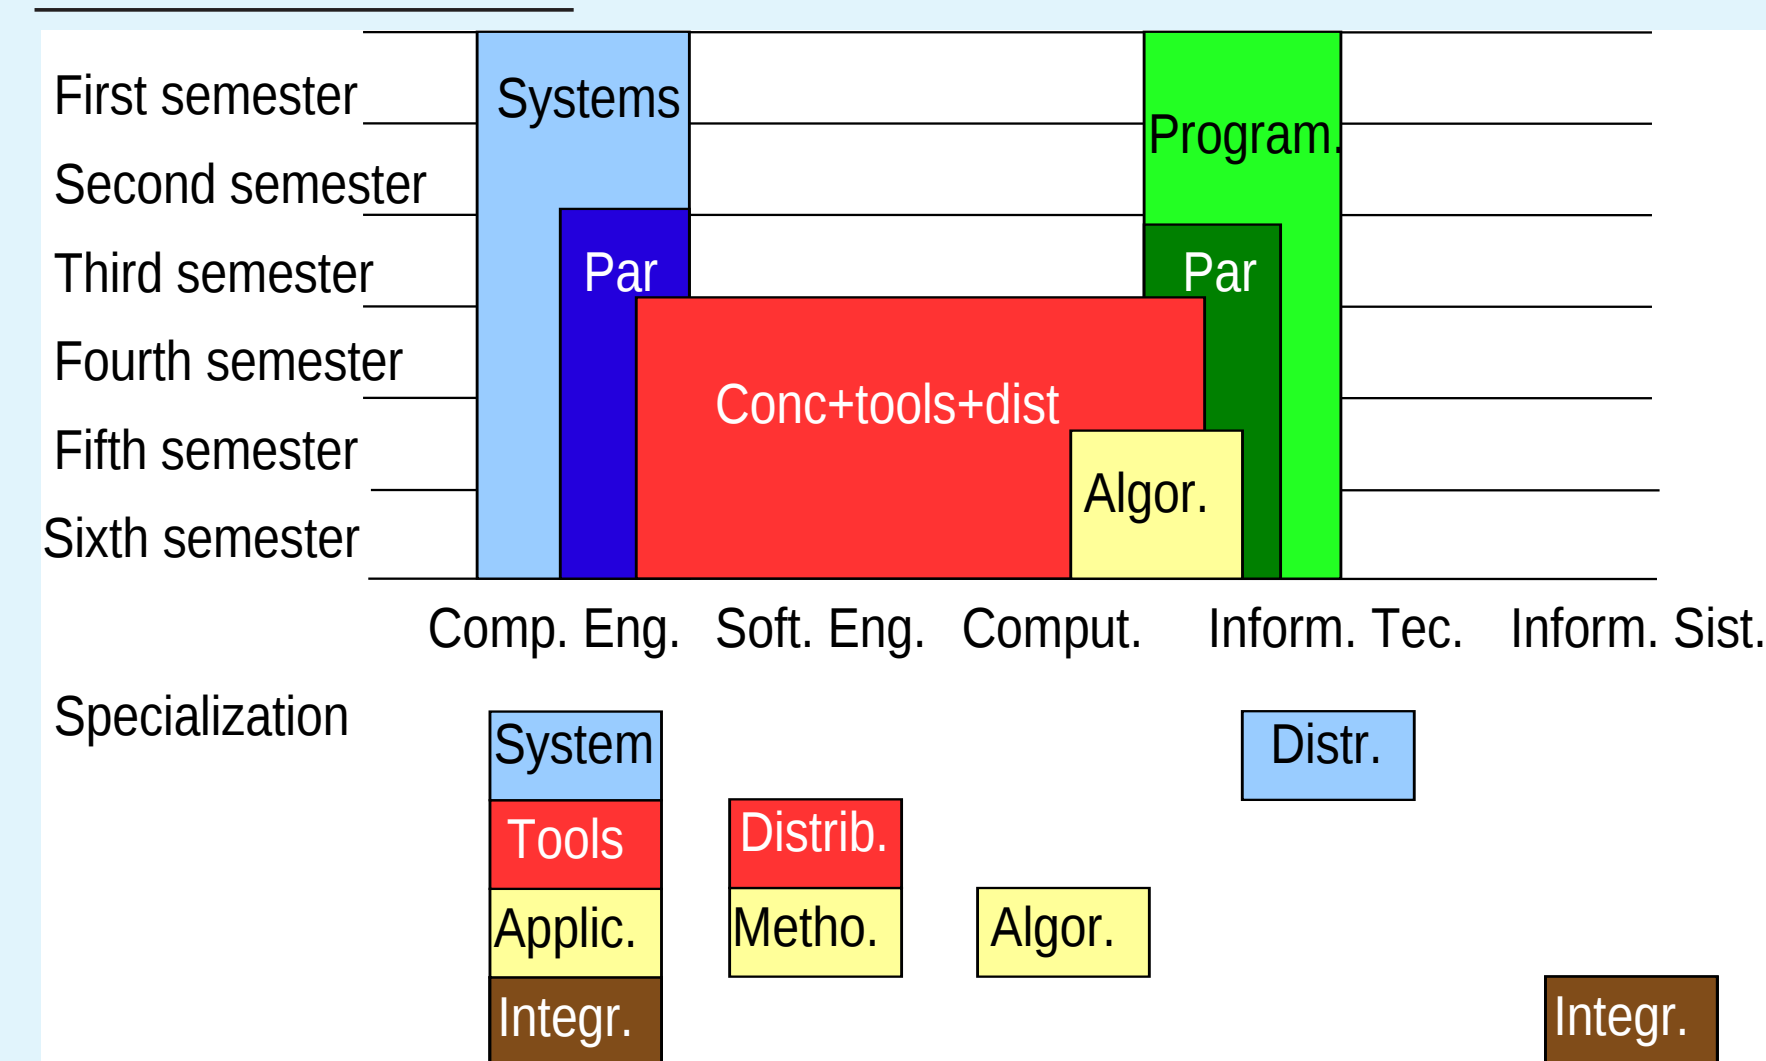 First semester
Systems
Program.
Second semester
Third semester
Par
Par
Fourth semester
Conc+tools+dist
Fifth semester
Algor.
Sixth semester
Comp. Eng. Soft. Eng. Comput. Inform. Tec. Inform. Sist.
Specialization
System
Distr.
Tools
Distrib.
Applic.
Metho.
Algor.
Integr.
Integr.